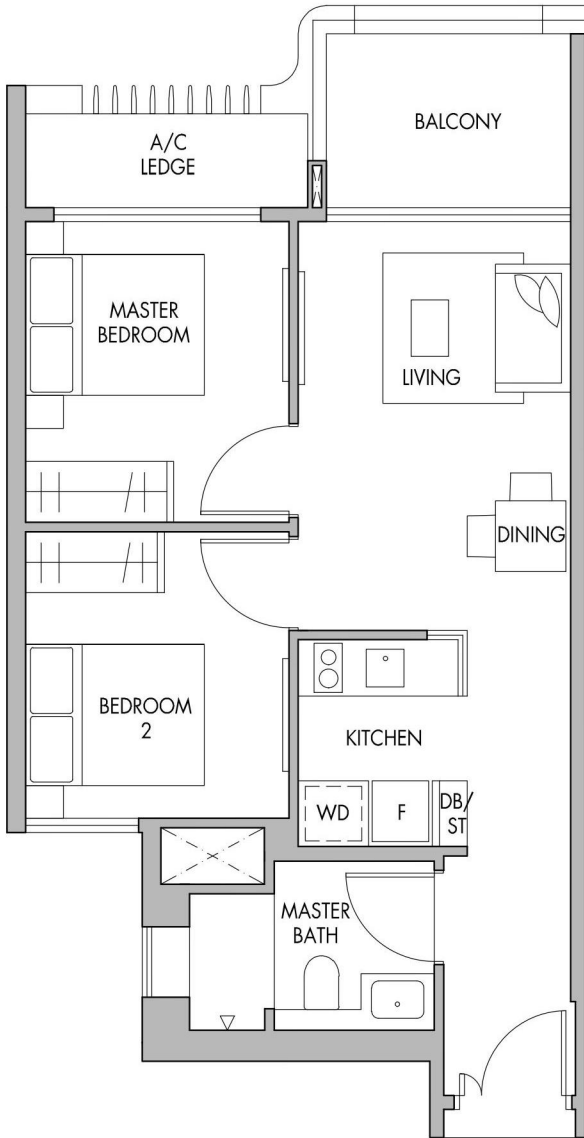 BALCONY
A/C
LEDGE
MASTER
BEDROOM
LIVING
DINING
BEDROOM
2
KITCHEN
WD
F
DB/
ST
MASTER
BATH